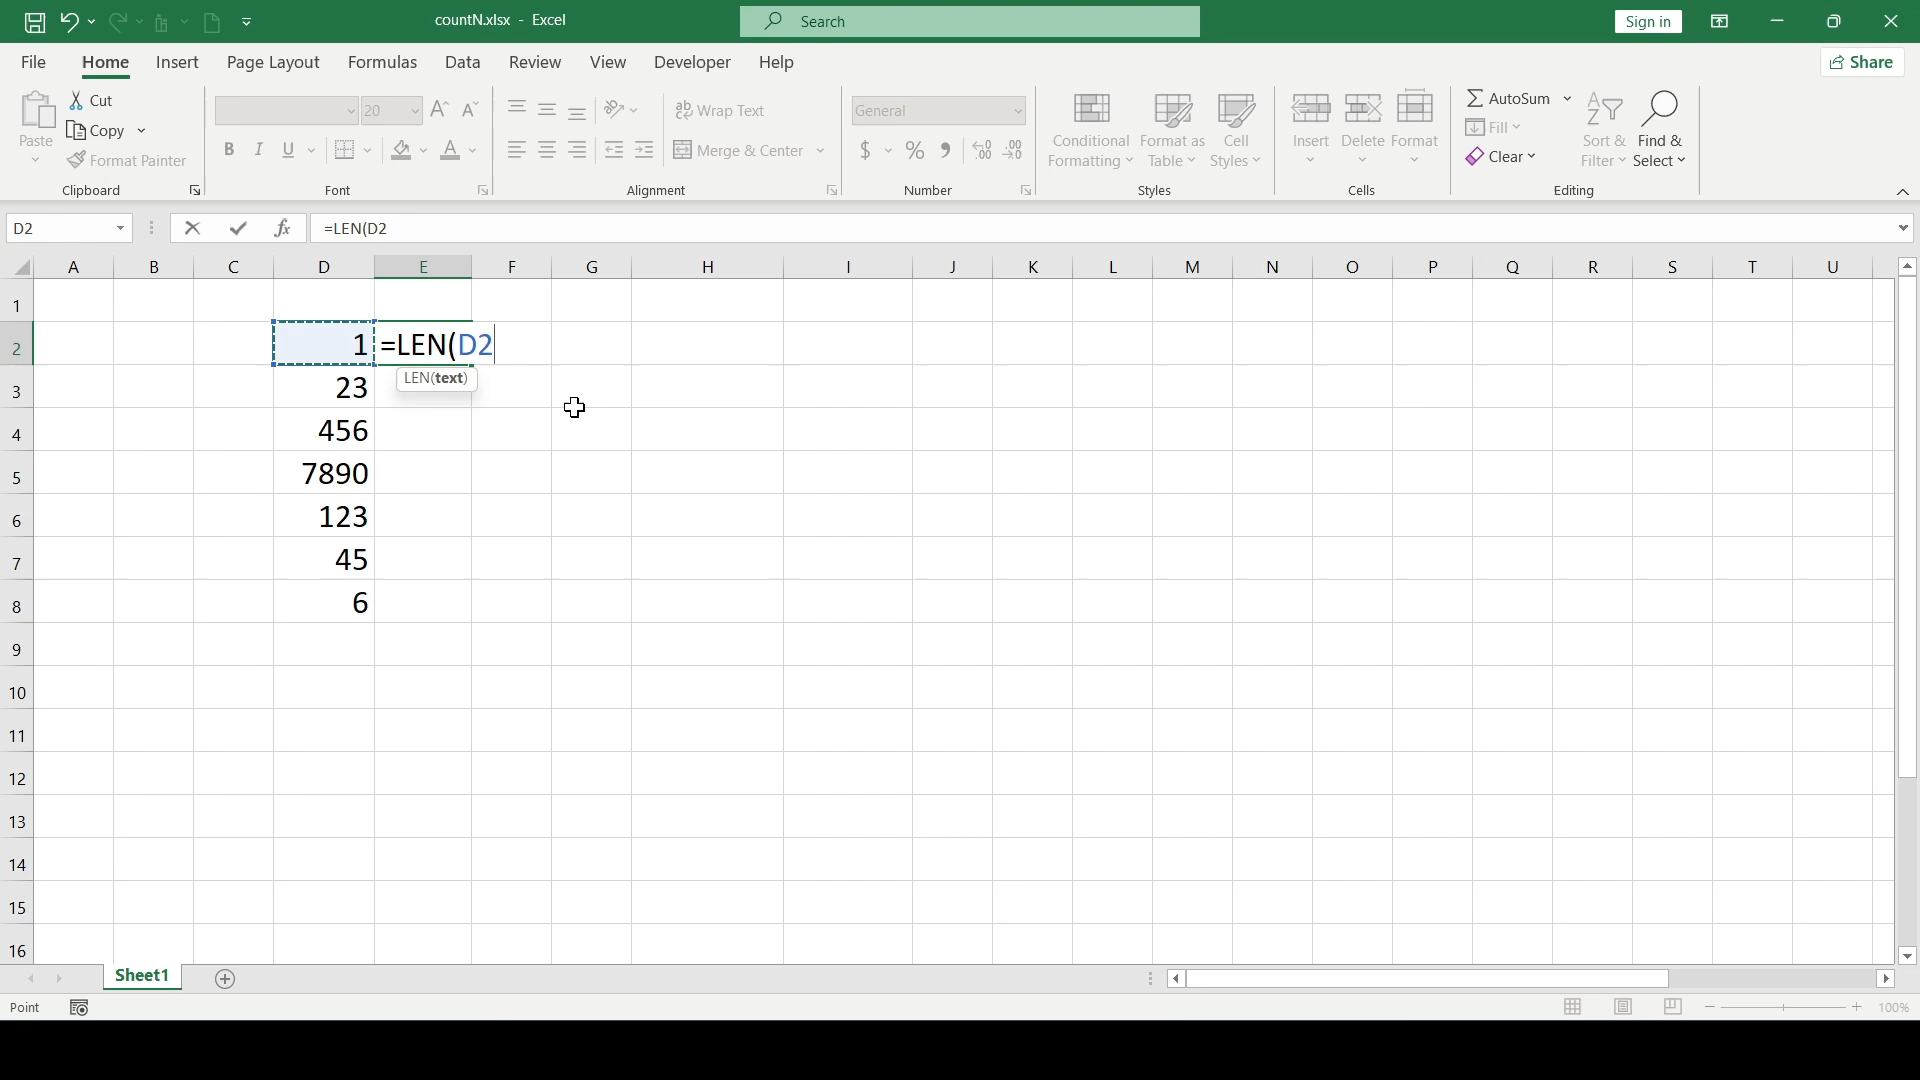 countN.xlsx - Excel
Search
Sign in
File Home Insert Page Layout Formulas Data Review View Developer Help
Share
Paste
Cut
Copy
Format Painter
Clipboard
20
B I U
Font
Wrap Text
Merge & Center
Alignment
General
$ % 9
Number
Conditional Formatting
Format as Table
Cell Styles
Styles
Insert
Delete
Format
Cells
AutoSum
Fill
Clear
Sort & Filter
Find & Select
Editing
D2
fx
=LEN(D2
A B C D E F G H I J K L M N O P Q R S T U
1
2 1 =LEN(D2
LEN(text)
3 23
4 456
5 7890
6 123
7 45
8 6
9
10
11
12
13
14
15
16
Sheet1
Point
100%